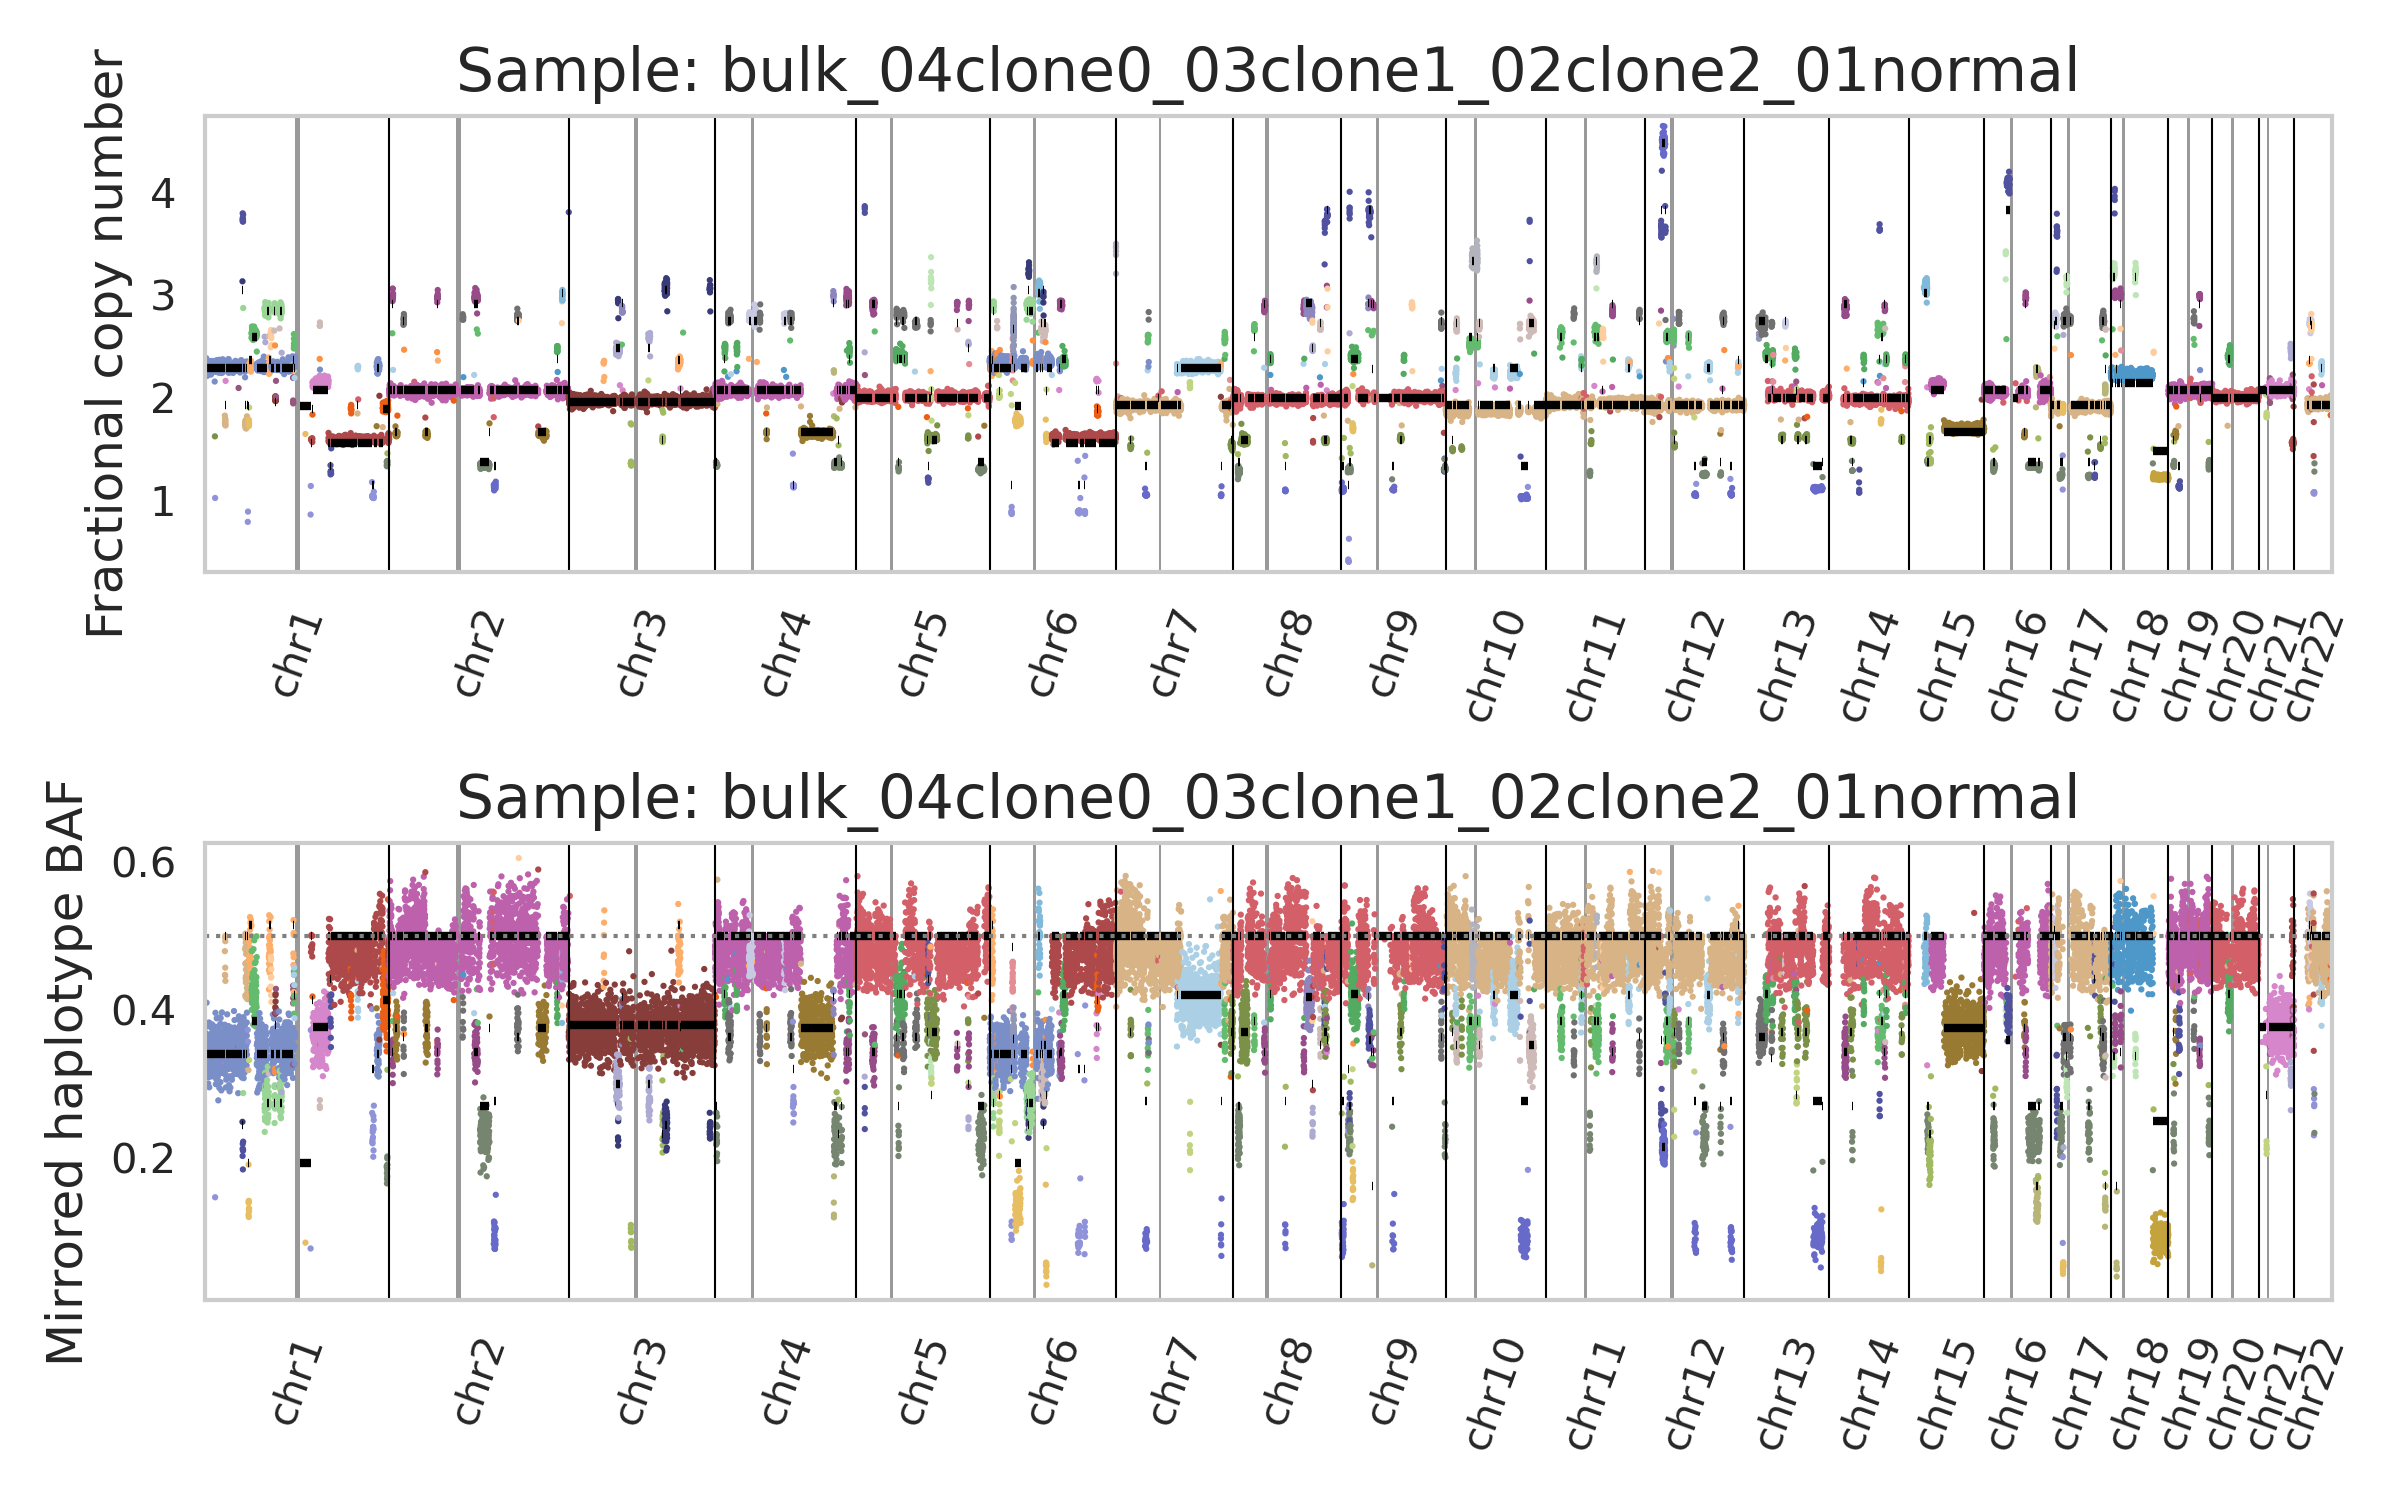 Sample: bulk_04clone0_03clone1_02clone2_01normal
Fractional copy number
4
3
2
1
chr1 chr2 chr3 chr4 chr5 chr6 chr7 chr8 chr9 chr10 chr11 chr12 chr13 chr14 chr15 chr16 chr17 chr18 chr19 chr20 chr21 chr22
Sample: bulk_04clone0_03clone1_02clone2_01normal
Mirrored haplotype BAF
0.6
0.4
0.2
chr1 chr2 chr3 chr4 chr5 chr6 chr7 chr8 chr9 chr10 chr11 chr12 chr13 chr14 chr15 chr16 chr17 chr18 chr19 chr20 chr21 chr22